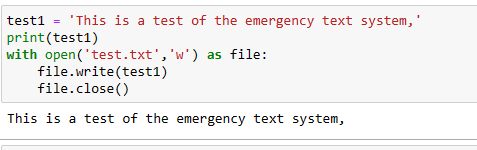 test1 = 'This is a test of the emergency text system,'
print(test1)
with open('test.txt','w') as file:
    file.write(test1)
    file.close()
This is a test of the emergency text system,